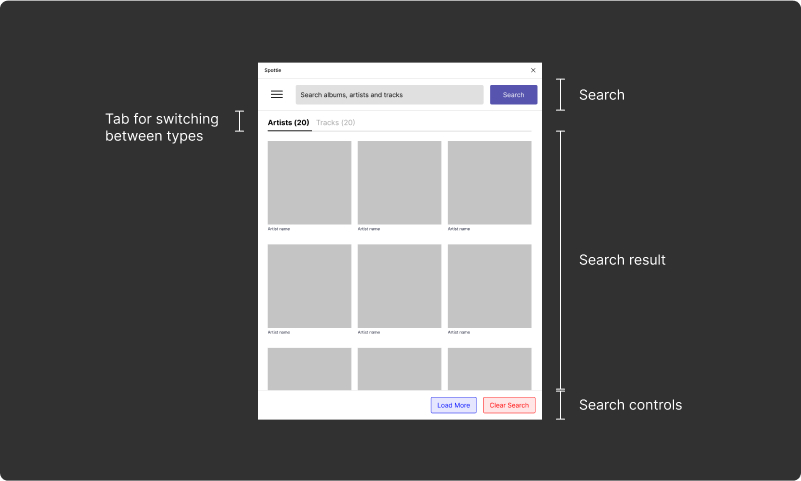 Spottie
Search albums, artists and tracks
Search
Search
Tab for switching
between types
Artists (20) Tracks (20)
Artist name Artist name Artist name
Search result
Artist name Artist name Artist name
Load More Clear Search
Search controls